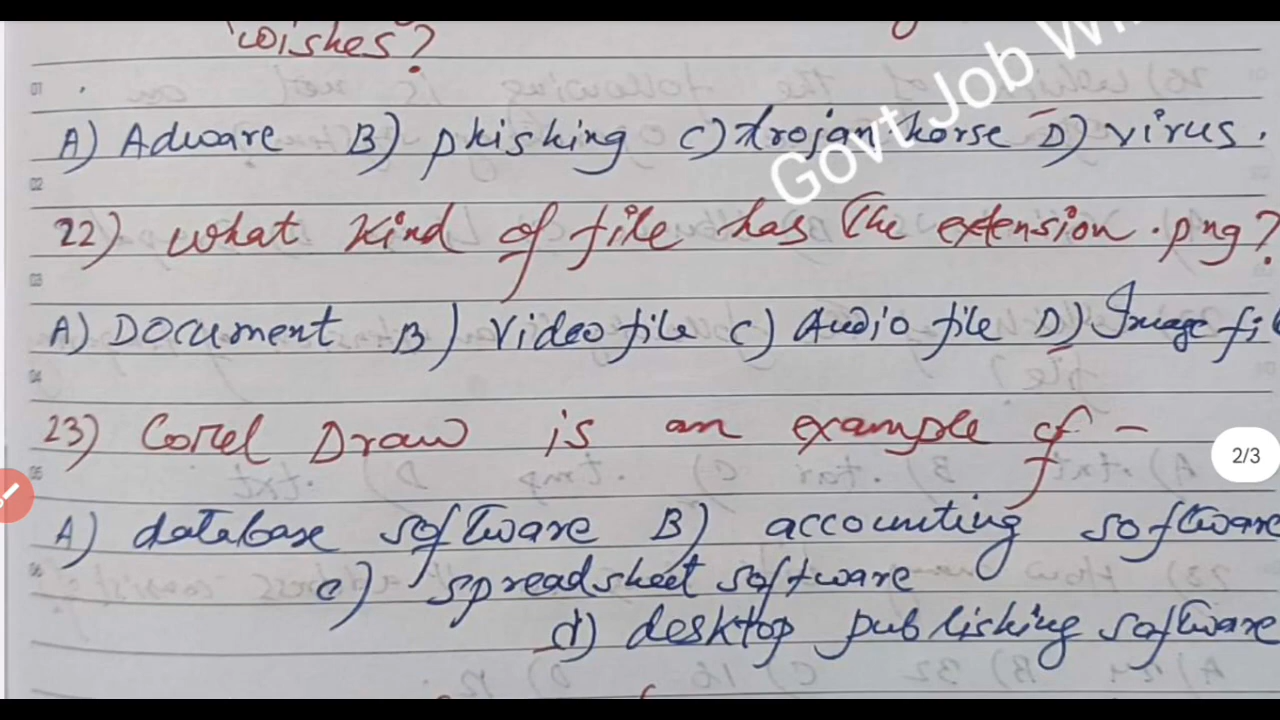 wishes?
A) Adware B) phishing C) trojan horse D) virus.
22) what kind of file has the extension .png?
A) Document B) Video file C) Audio file D) Image fi
23) Corel Draw is an example of -
A) database software B) accounting software
c) spreadsheet software
d) desktop publishing software
Govt Job Wi
2/3